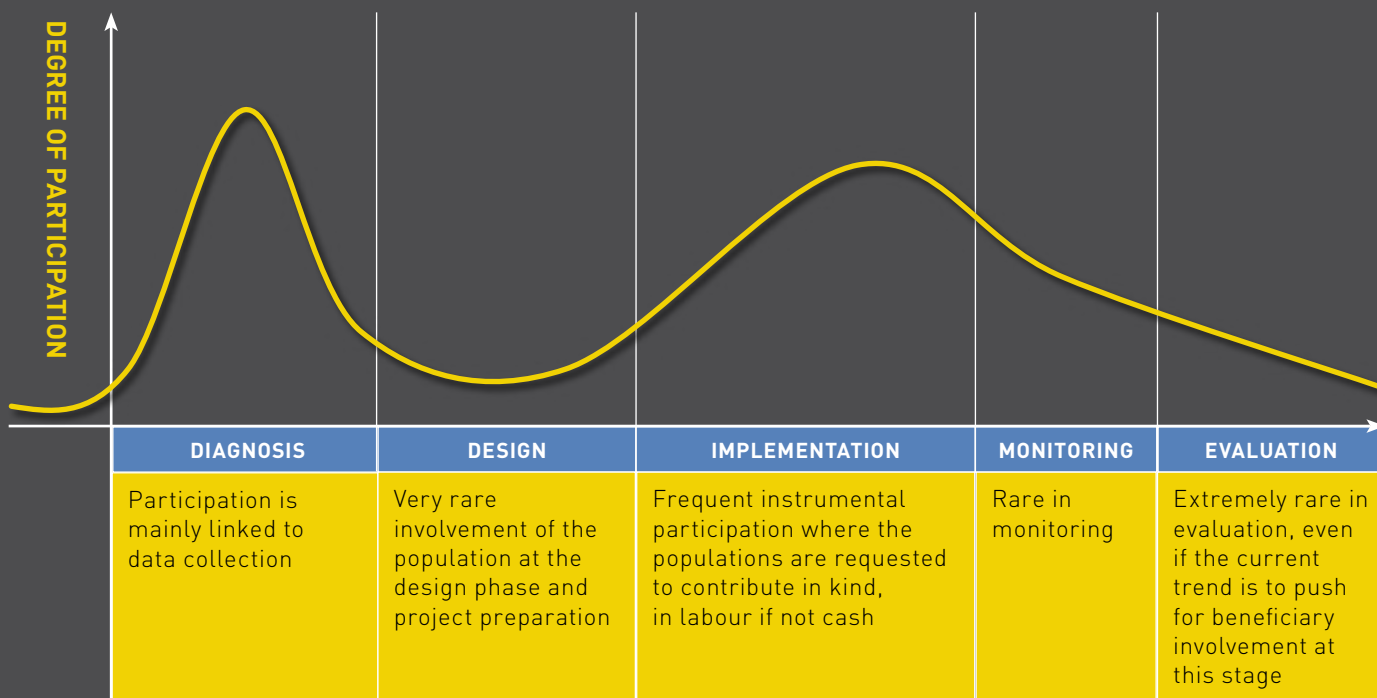 DEGREE OF PARTICIPATION
DIAGNOSIS
Participation is
mainly linked to
data collection
DESIGN
Very rare
involvement of the
population at the
design phase and
project preparation
IMPLEMENTATION
Frequent instrumental
participation where the
populations are requested
to contribute in kind,
in labour if not cash
MONITORING
Rare in
monitoring
EVALUATION
Extremely rare in
evaluation, even
if the current
trend is to push
for beneficiary
involvement at
this stage